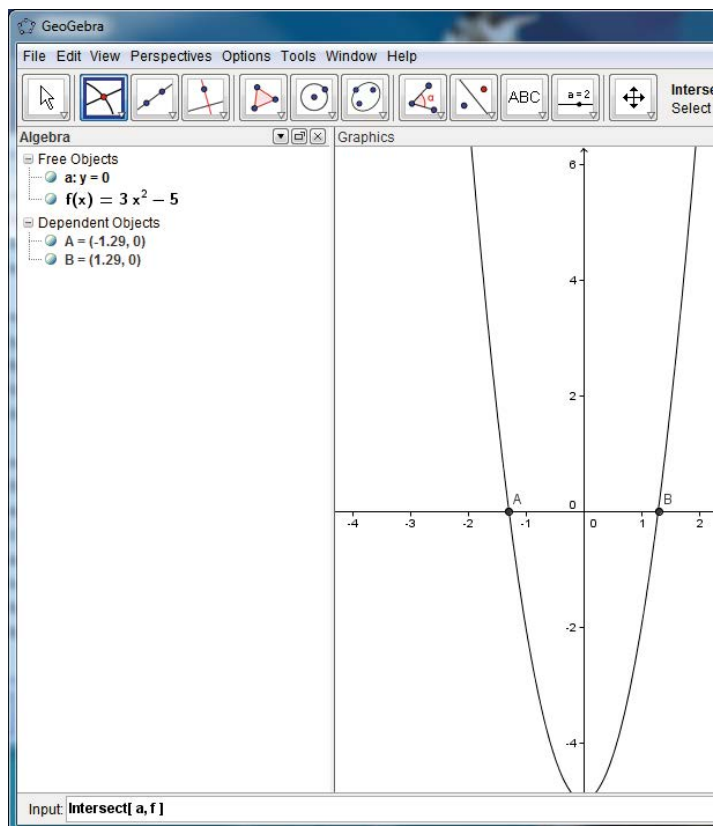 GeoGebra
File Edit View Perspectives Options Tools Window Help
α ABC a = 2 Interse
Select
Algebra
Graphics
Free Objects
a: y = 0
f(x) = 3 x² − 5
Dependent Objects
A = (-1.29, 0)
B = (1.29, 0)
6
4
2
A
0
B
-4 -3 -2 -1 0 1 2
-2
-4
Input: Intersect[ a, f ]